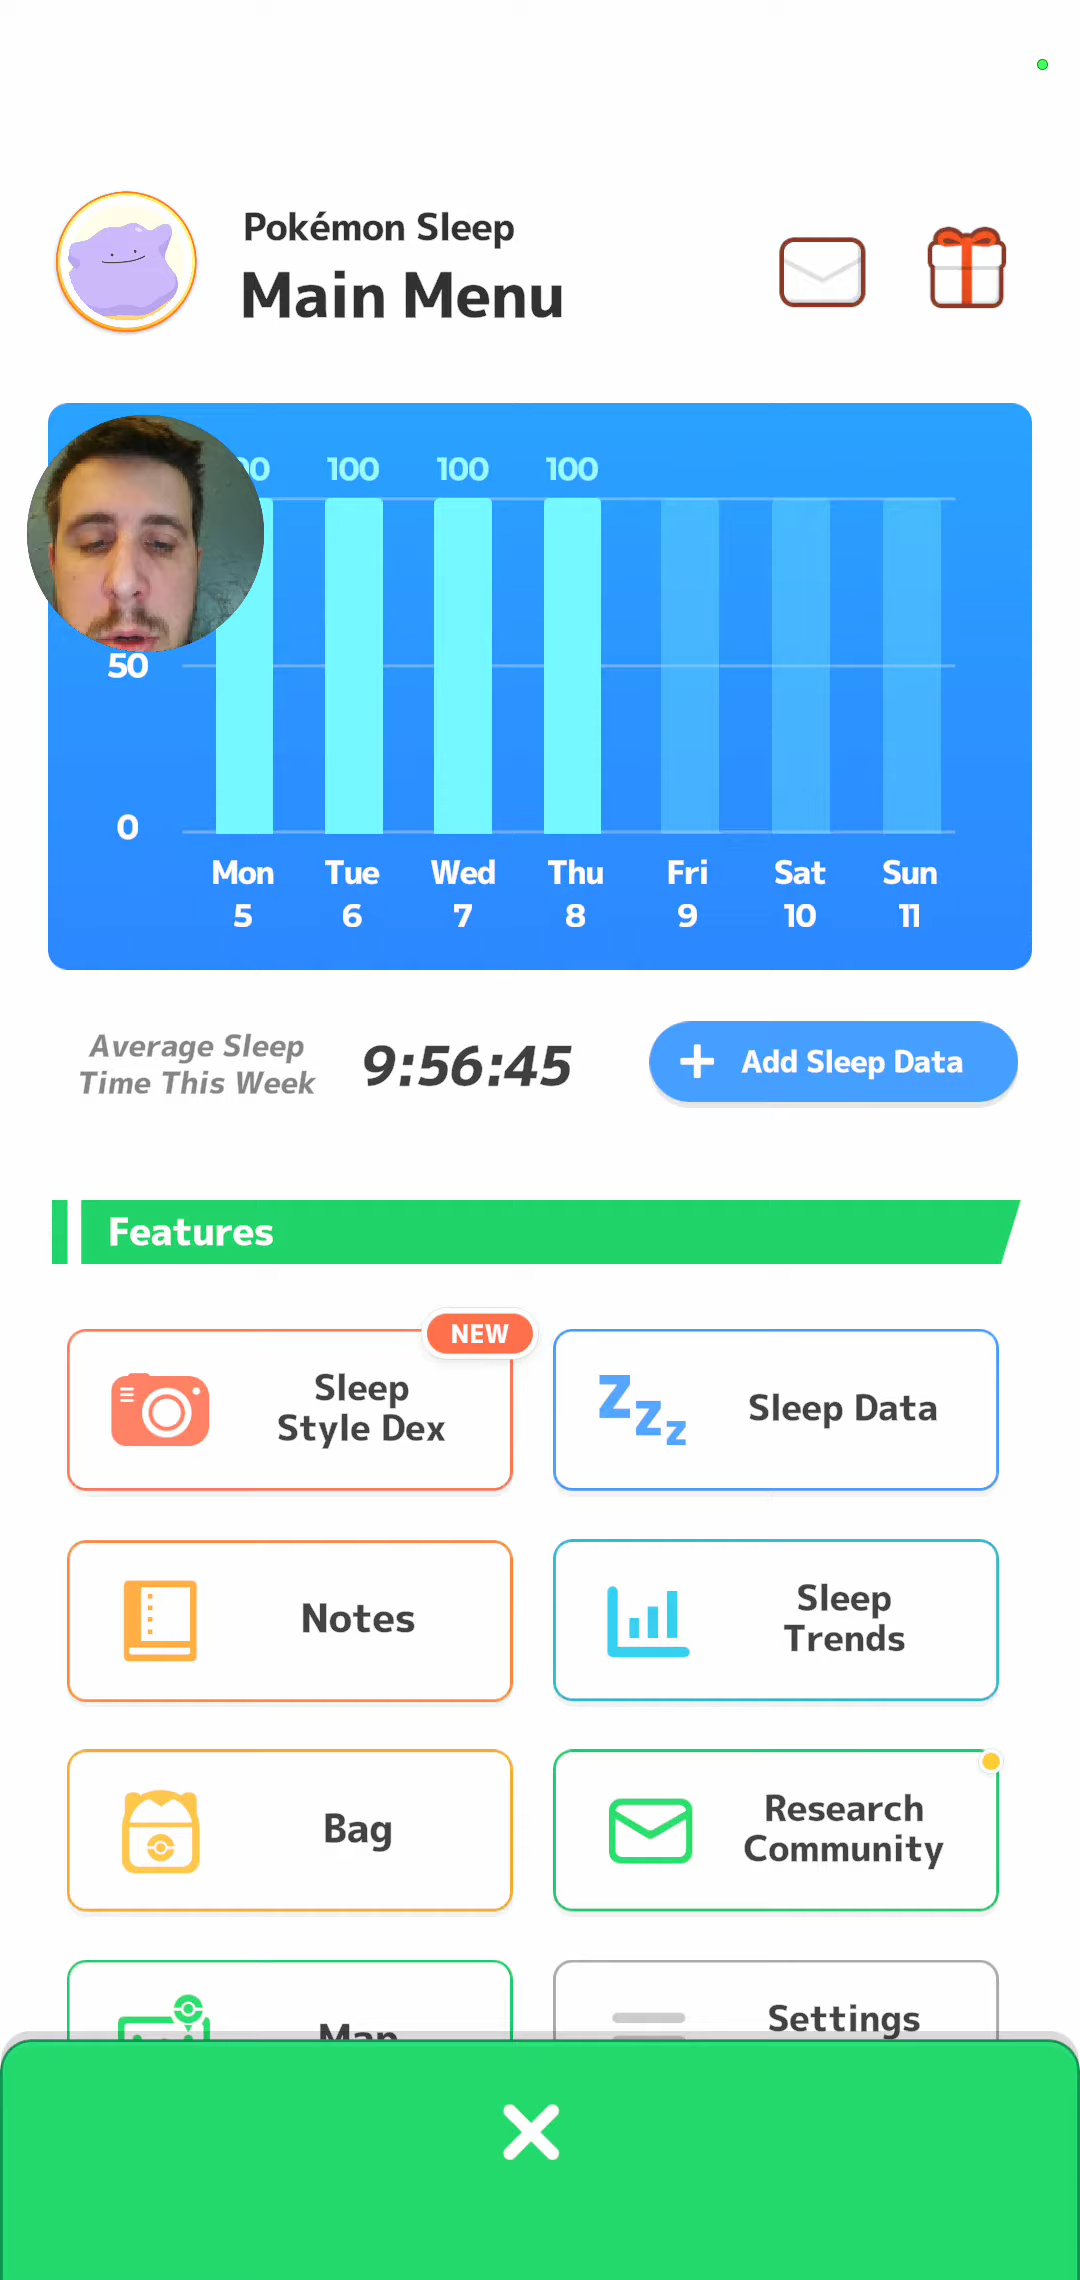 Pokémon Sleep
Main Menu
100 100 100
50
0
Mon Tue Wed Thu Fri Sat Sun
5 6 7 8 9 10 11
Average Sleep
Time This Week
9:56:45
Add Sleep Data
Features
NEW
Sleep
Style Dex
Sleep Data
Notes
Sleep
Trends
Bag
Research
Community
Map
Settings